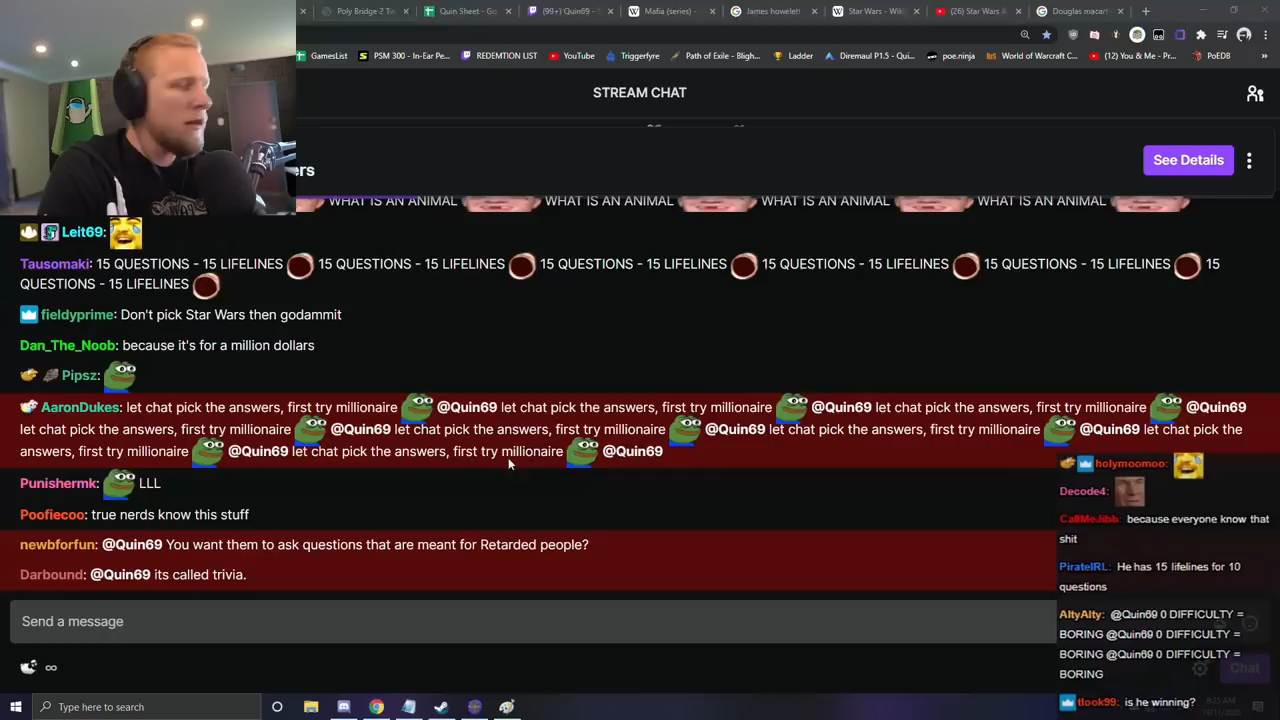 Poly Bridge 2 Tw
Quin Sheet - Go
(99+) Quin69 -
Mafia (series) -
James howelett
Star Wars - Wiki
(26) Star Wars
Douglas macart
GamesList
PSM 300 - In-Ear Pe...
REDEMTION LIST
YouTube
Triggerfyre
Path of Exile - Bligh...
Ladder
Diremaul P1.5 - Qui...
poe.ninja
World of Warcraft C...
(12) You & Me - Pr...
PoEDB
STREAM CHAT
ers
See Details
WHAT IS AN ANIMAL WHAT IS AN ANIMAL WHAT IS AN ANIMAL WHAT IS AN ANIMAL
Leit69:
Tausomaki: 15 QUESTIONS - 15 LIFELINES 15 QUESTIONS - 15 LIFELINES 15 QUESTIONS - 15 LIFELINES 15 QUESTIONS - 15 LIFELINES 15 QUESTIONS - 15 LIFELINES 15
QUESTIONS - 15 LIFELINES
fieldyprime: Don't pick Star Wars then godammit
Dan_The_Noob: because it's for a million dollars
Pipsz:
AaronDukes: let chat pick the answers, first try millionaire @Quin69 let chat pick the answers, first try millionaire @Quin69 let chat pick the answers, first try millionaire @Quin69
let chat pick the answers, first try millionaire @Quin69 let chat pick the answers, first try millionaire @Quin69 let chat pick the answers, first try millionaire @Quin69 let chat pick the
answers, first try millionaire @Quin69 let chat pick the answers, first try millionaire @Quin69
Punishermk: LLL
Poofiecoo: true nerds know this stuff
newbforfun: @Quin69 You want them to ask questions that are meant for Retarded people?
Darbound: @Quin69 its called trivia.
Send a message
∞
Chat
holymoomoo:
Decode4:
CallMeJibh: because everyone know that
shit
PirateIRL: He has 15 lifelines for 10
questions
AltyAlty: @Quin69 0 DIFFICULTY =
BORING @Quin69 0 DIFFICULTY =
BORING @Quin69 0 DIFFICULTY =
BORING
tlook99: is he winning?
Type here to search
8:25 AM